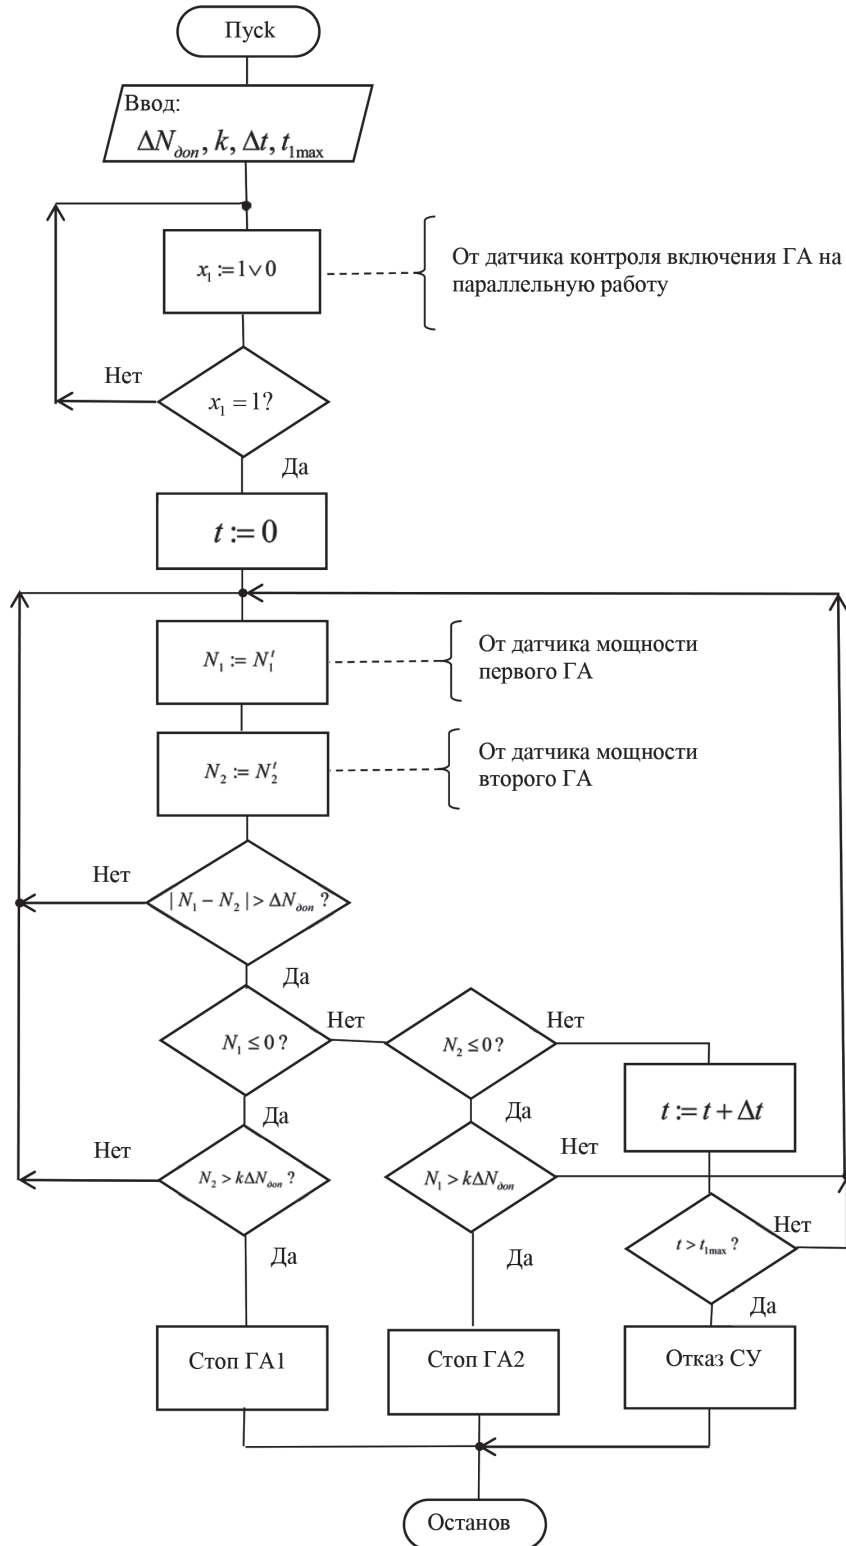 Пуск
Ввод:
ΔN_доп, k, Δt, t_1max
x_1 := 1 ∨ 0
От датчика контроля включения ГА на
параллельную работу
Нет
x_1 = 1?
Да
t := 0
N_1 := N_1^t
От датчика мощности
первого ГА
N_2 := N_2^t
От датчика мощности
второго ГА
Нет
| N_1 − N_2 | > ΔN_доп ?
Да
N_1 ≤ 0 ?
Нет
N_2 ≤ 0 ?
Нет
t := t + Δt
Да
Да
Нет
N_2 > kΔN_доп ?
N_1 > kΔN_доп
Нет
t > t_1max ?
Нет
Да
Да
Да
Стоп ГА1
Стоп ГА2
Отказ СУ
Останов